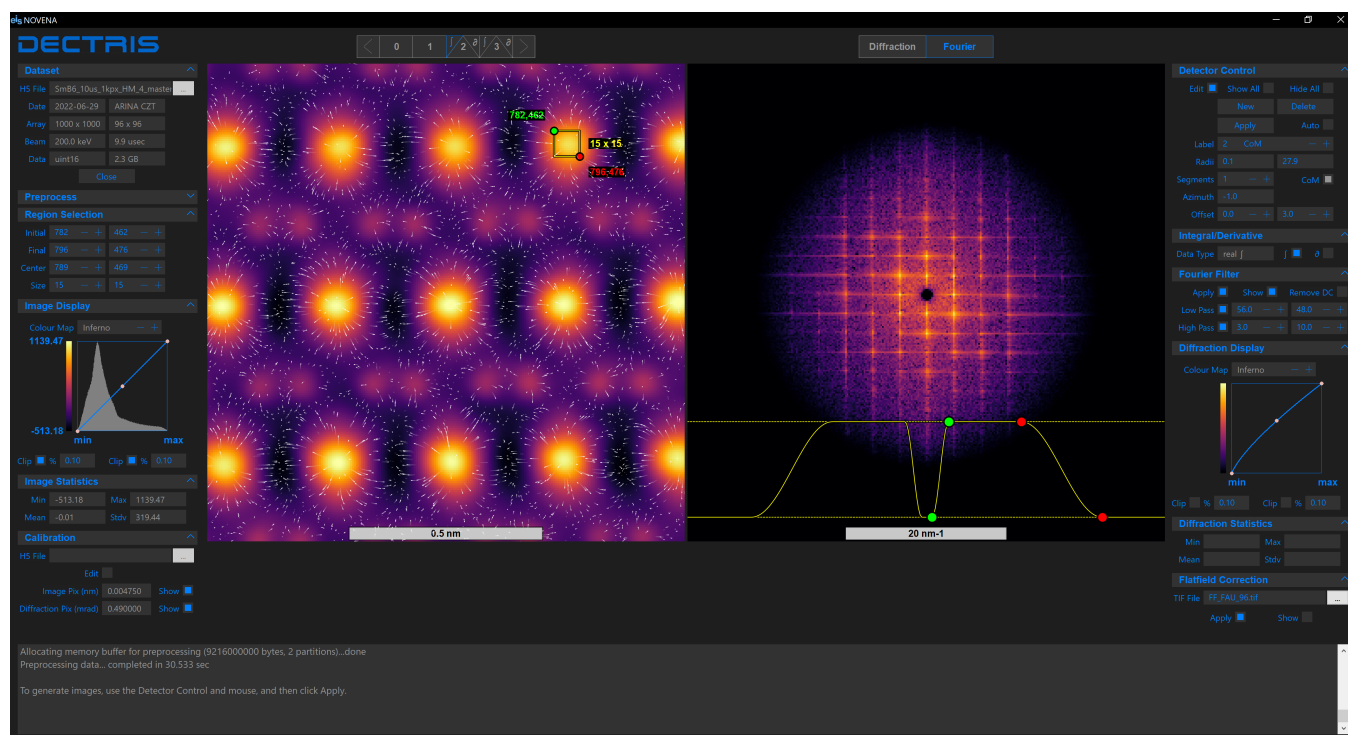 els NOVENA
DECTRIS
< 0 1 ∫ 2 ∂ ∫ 3 ∂ >
Diffraction Fourier
Dataset
H5 File SmB6_10us_1kpx_HM_4_master ...
Date 2022-06-29 ARINA CZT
Array 1000 x 1000 96 x 96
Beam 200.0 keV 9.9 usec
Data uint16 2.3 GB
Close
Preprocess
Region Selection
Initial 782 − + 462 − +
Final 796 − + 476 − +
Center 789 − + 469 − +
Size 15 − + 15 − +
Image Display
Colour Map Inferno − +
1139.47
-513.18
min max
Clip % 0.10 Clip % 0.10
Image Statistics
Min -513.18 Max 1139.47
Mean -0.01 Stdv 319.44
Calibration
H5 File ...
Edit
Image Pix (nm) 0.004750 Show
Diffraction Pix (mrad) 0.490000 Show
782,462
15 x 15
796,476
0.5 nm
20 nm-1
Detector Control
Edit Show All Hide All
New Delete
Apply Auto
Label 2 CoM − +
Radii 0.1 27.9
Segments 1 − + CoM
Azimuth -1.0
Offset 0.0 − + 3.0 − +
Integral/Derivative
Data Type real ∫ ∫ ∂
Fourier Filter
Apply Show Remove DC
Low Pass 56.0 − + 48.0 − +
High Pass 3.0 − + 10.0 − +
Diffraction Display
Colour Map Inferno − +
min max
Clip % 0.10 Clip % 0.10
Diffraction Statistics
Min Max
Mean Stdv
Flatfield Correction
TIF File FF_FAU_96.tif ...
Apply Show
Allocating memory buffer for preprocessing (9216000000 bytes, 2 partitions)...done
Preprocessing data... completed in 30.533 sec
To generate images, use the Detector Control and mouse, and then click Apply.